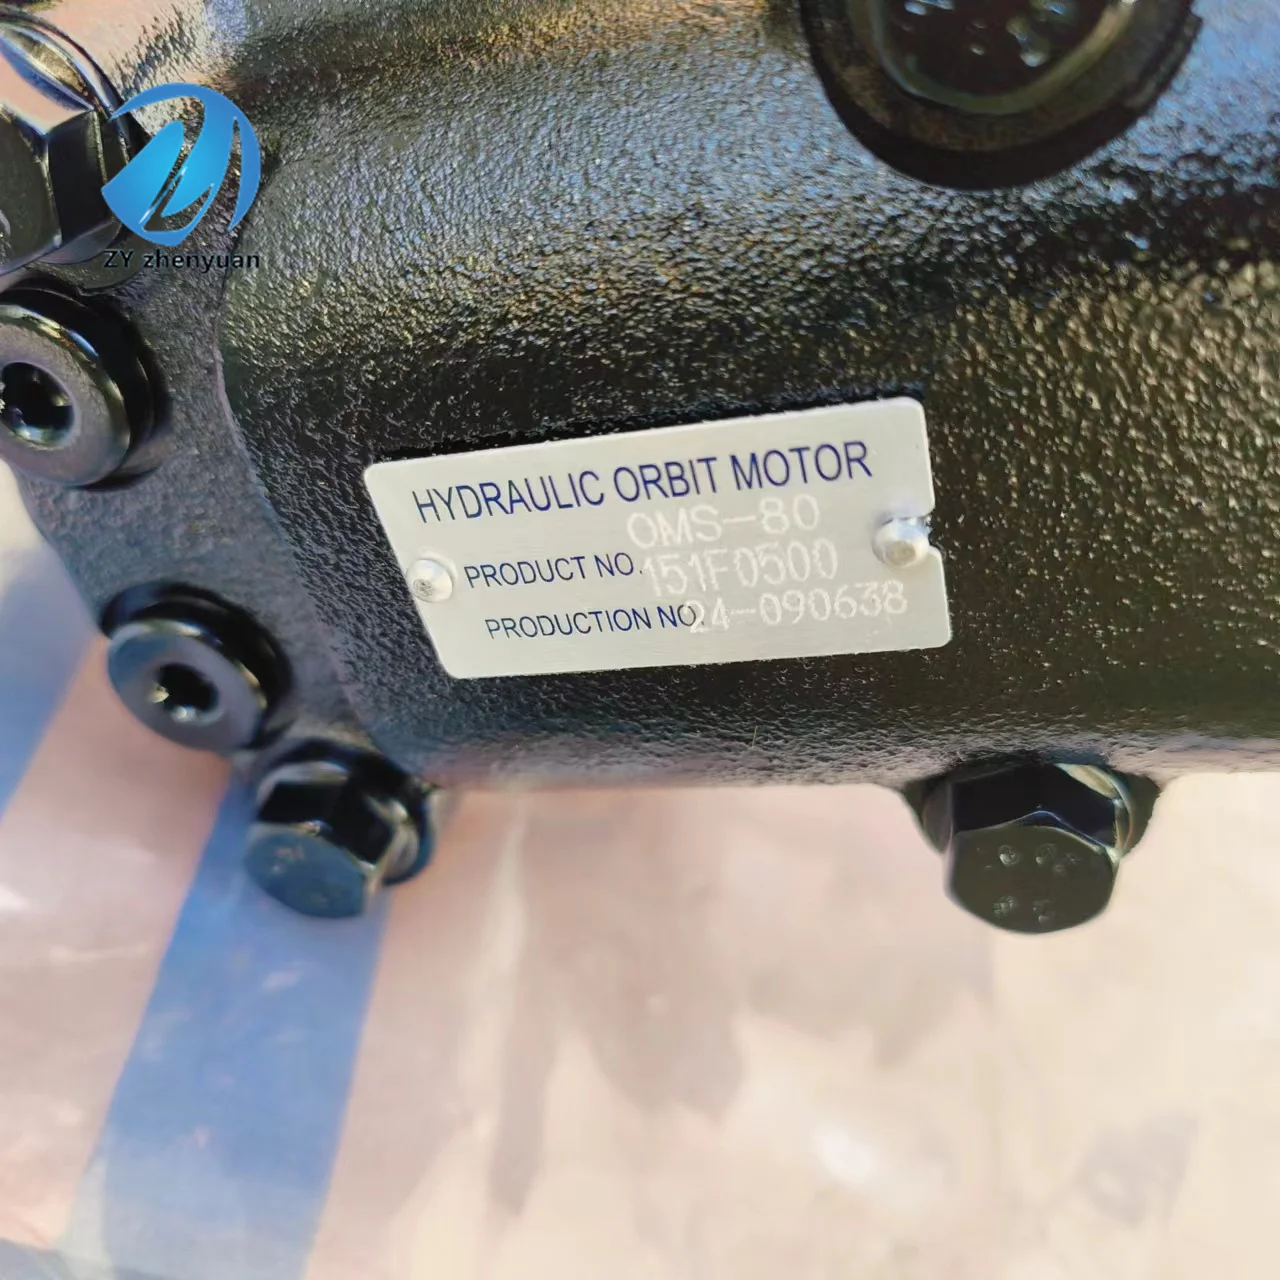 ZY zhenyuan
HYDRAULIC ORBIT MOTOR
OMS-80
PRODUCT NO. 151F0500
PRODUCTION NO. 24-090638